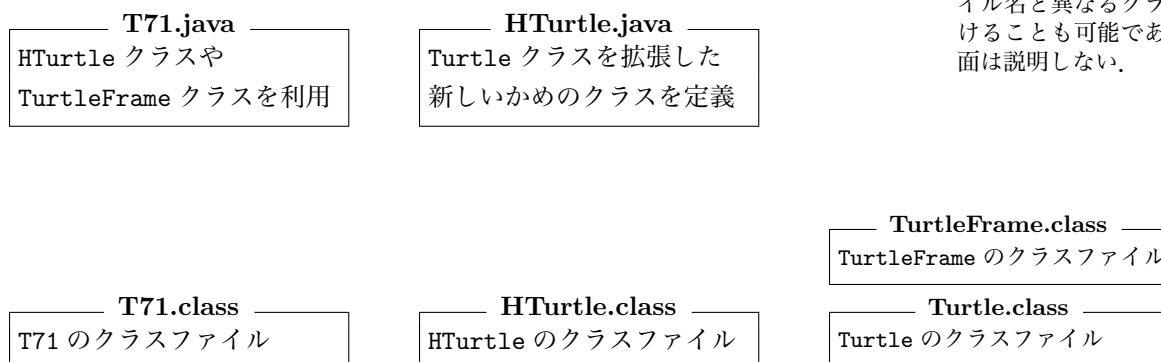 イル名と異なるクラ
けることも可能であ
面は説明しない.
T71.java
HTurtle クラスや
TurtleFrame クラスを利用
HTurtle.java
Turtle クラスを拡張した
新しいかめのクラスを定義
TurtleFrame.class
TurtleFrame のクラスファイル
T71.class
T71 のクラスファイル
HTurtle.class
HTurtle のクラスファイル
Turtle.class
Turtle のクラスファイル